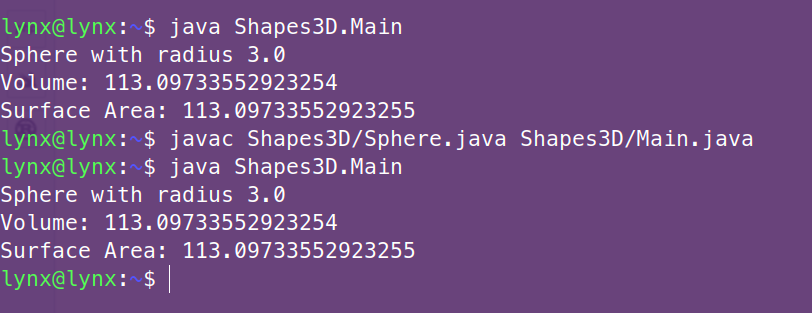 lynx@lynx:~$ java Shapes3D.Main
Sphere with radius 3.0
Volume: 113.09733552923254
Surface Area: 113.09733552923255
lynx@lynx:~$ javac Shapes3D/Sphere.java Shapes3D/Main.java
lynx@lynx:~$ java Shapes3D.Main
Sphere with radius 3.0
Volume: 113.09733552923254
Surface Area: 113.09733552923255
lynx@lynx:~$